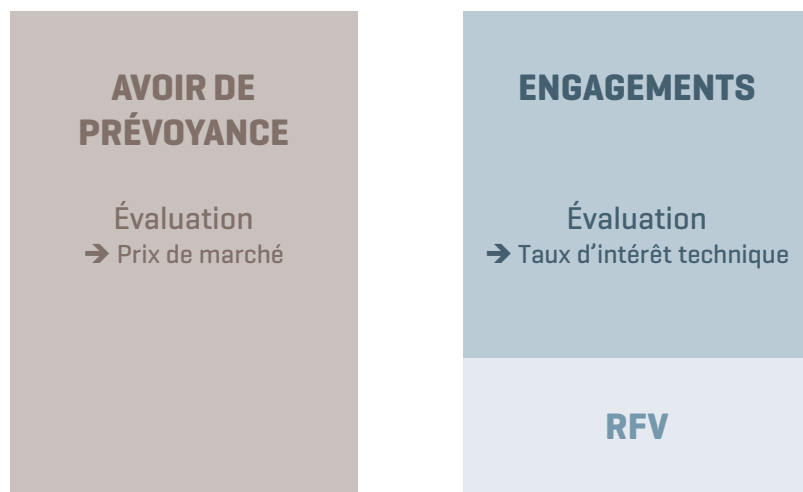 AVOIR DE
PRÉVOYANCE
Évaluation
➔ Prix de marché
ENGAGEMENTS
Évaluation
➔ Taux d’intérêt technique
RFV